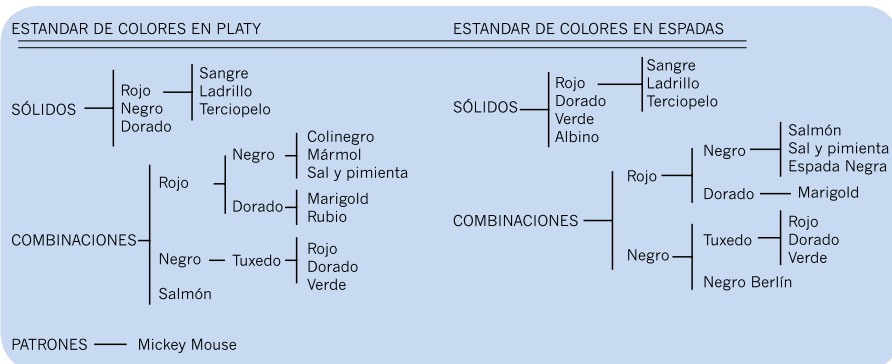 ESTANDAR DE COLORES EN PLATY
SÓLIDOS
Rojo
Negro
Dorado
Sangre
Ladrillo
Terciopelo
COMBINACIONES
Rojo
Negro
Colinegro
Mármol
Sal y pimienta
Dorado
Marigold
Rubio
Negro
Tuxedo
Rojo
Dorado
Verde
Salmón
PATRONES
Mickey Mouse
ESTANDAR DE COLORES EN ESPADAS
SÓLIDOS
Rojo
Dorado
Verde
Albino
Sangre
Ladrillo
Terciopelo
COMBINACIONES
Rojo
Negro
Salmón
Sal y pimienta
Espada Negra
Dorado
Marigold
Negro
Tuxedo
Rojo
Dorado
Verde
Negro Berlín